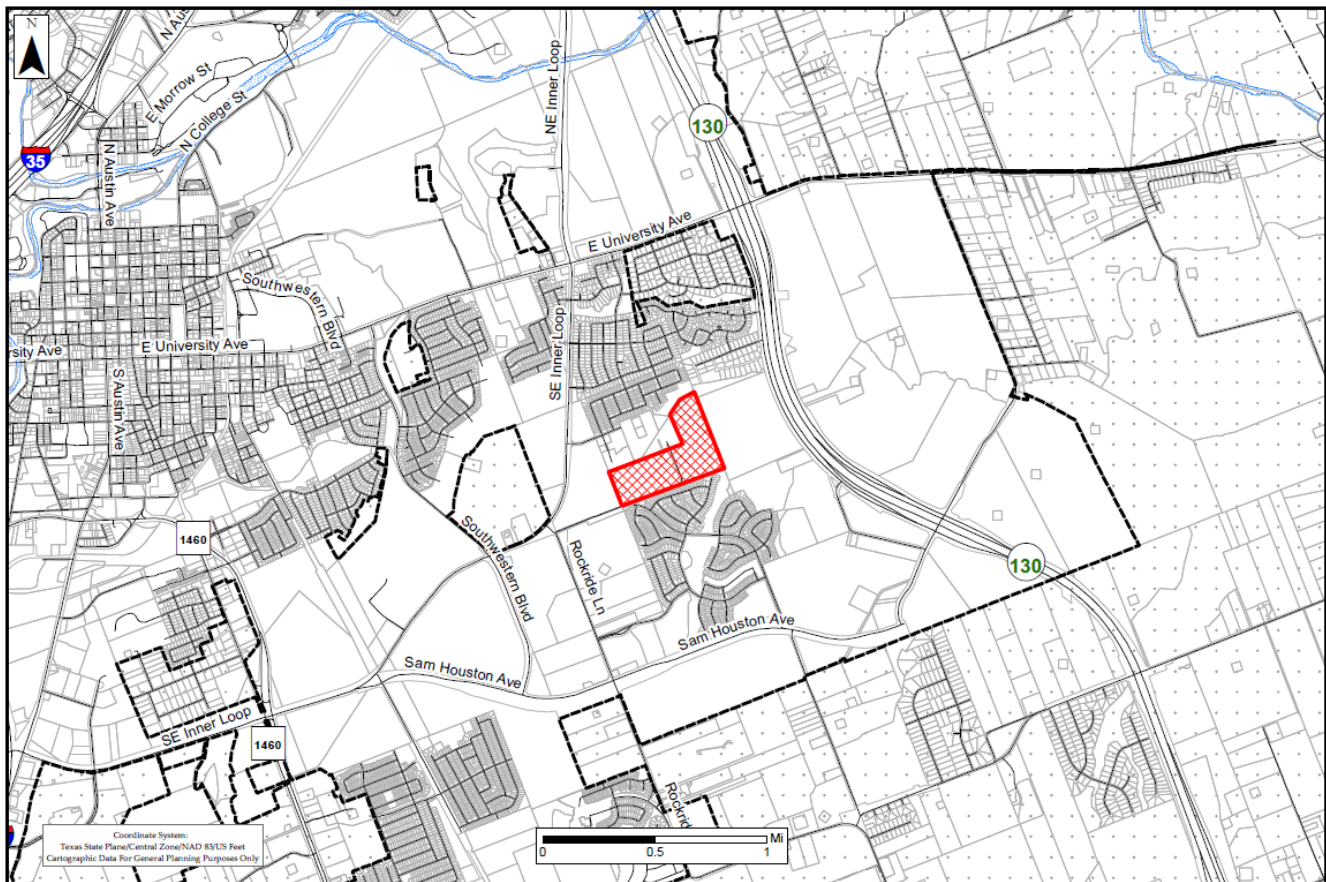 N
N Austin
E Morrow St
N College St
NE Inner Loop
130
35
N Austin Ave
E University Ave
Southwestern Blvd
SE Inner Loop
rsity Ave
E University Ave
S Austin Ave
1460
Southwestern Blvd
Rockride Ln
130
Sam Houston Ave
Sam Houston Ave
SE Inner Loop
1460
Rockrid
Coordinate System:
Texas State Plane/Central Zone/NAD 83/US Feet
Cartographic Data For General Planning Purposes Only
Mi
0 0.5 1